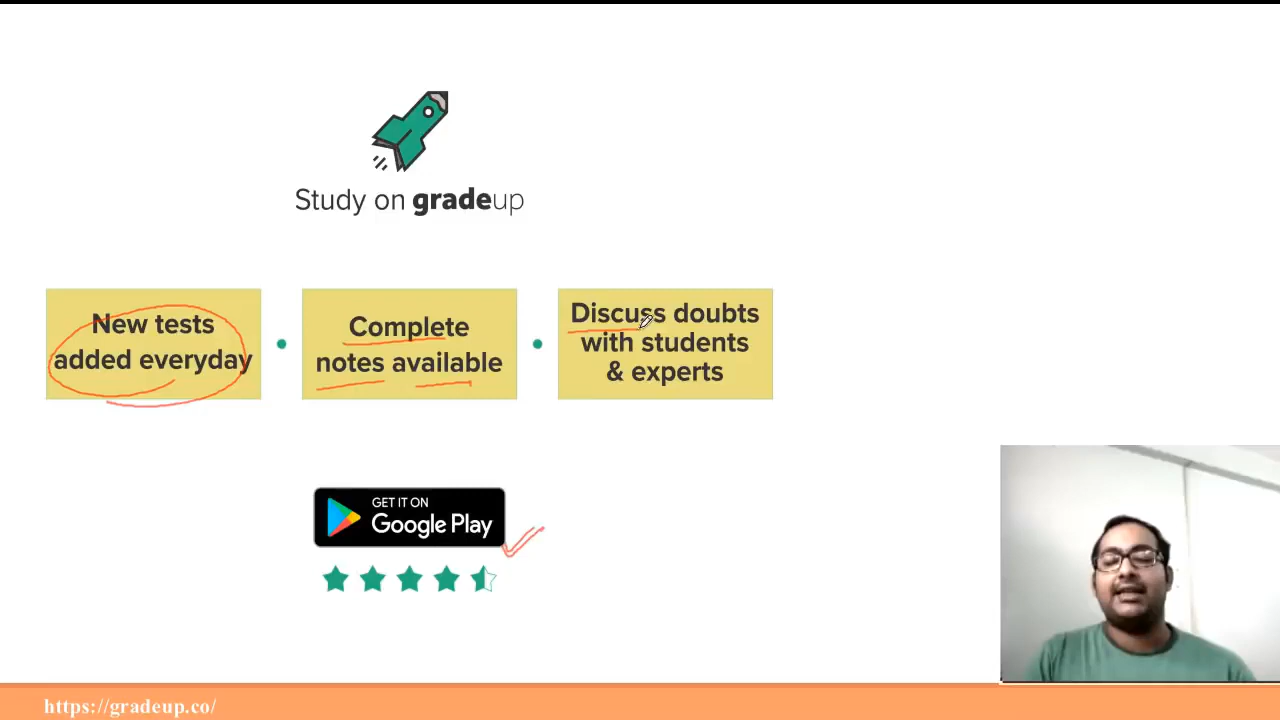 Study on gradeup
New tests
added everyday
Complete
notes available
Discuss doubts
with students
& experts
GET IT ON
Google Play
https://gradeup.co/